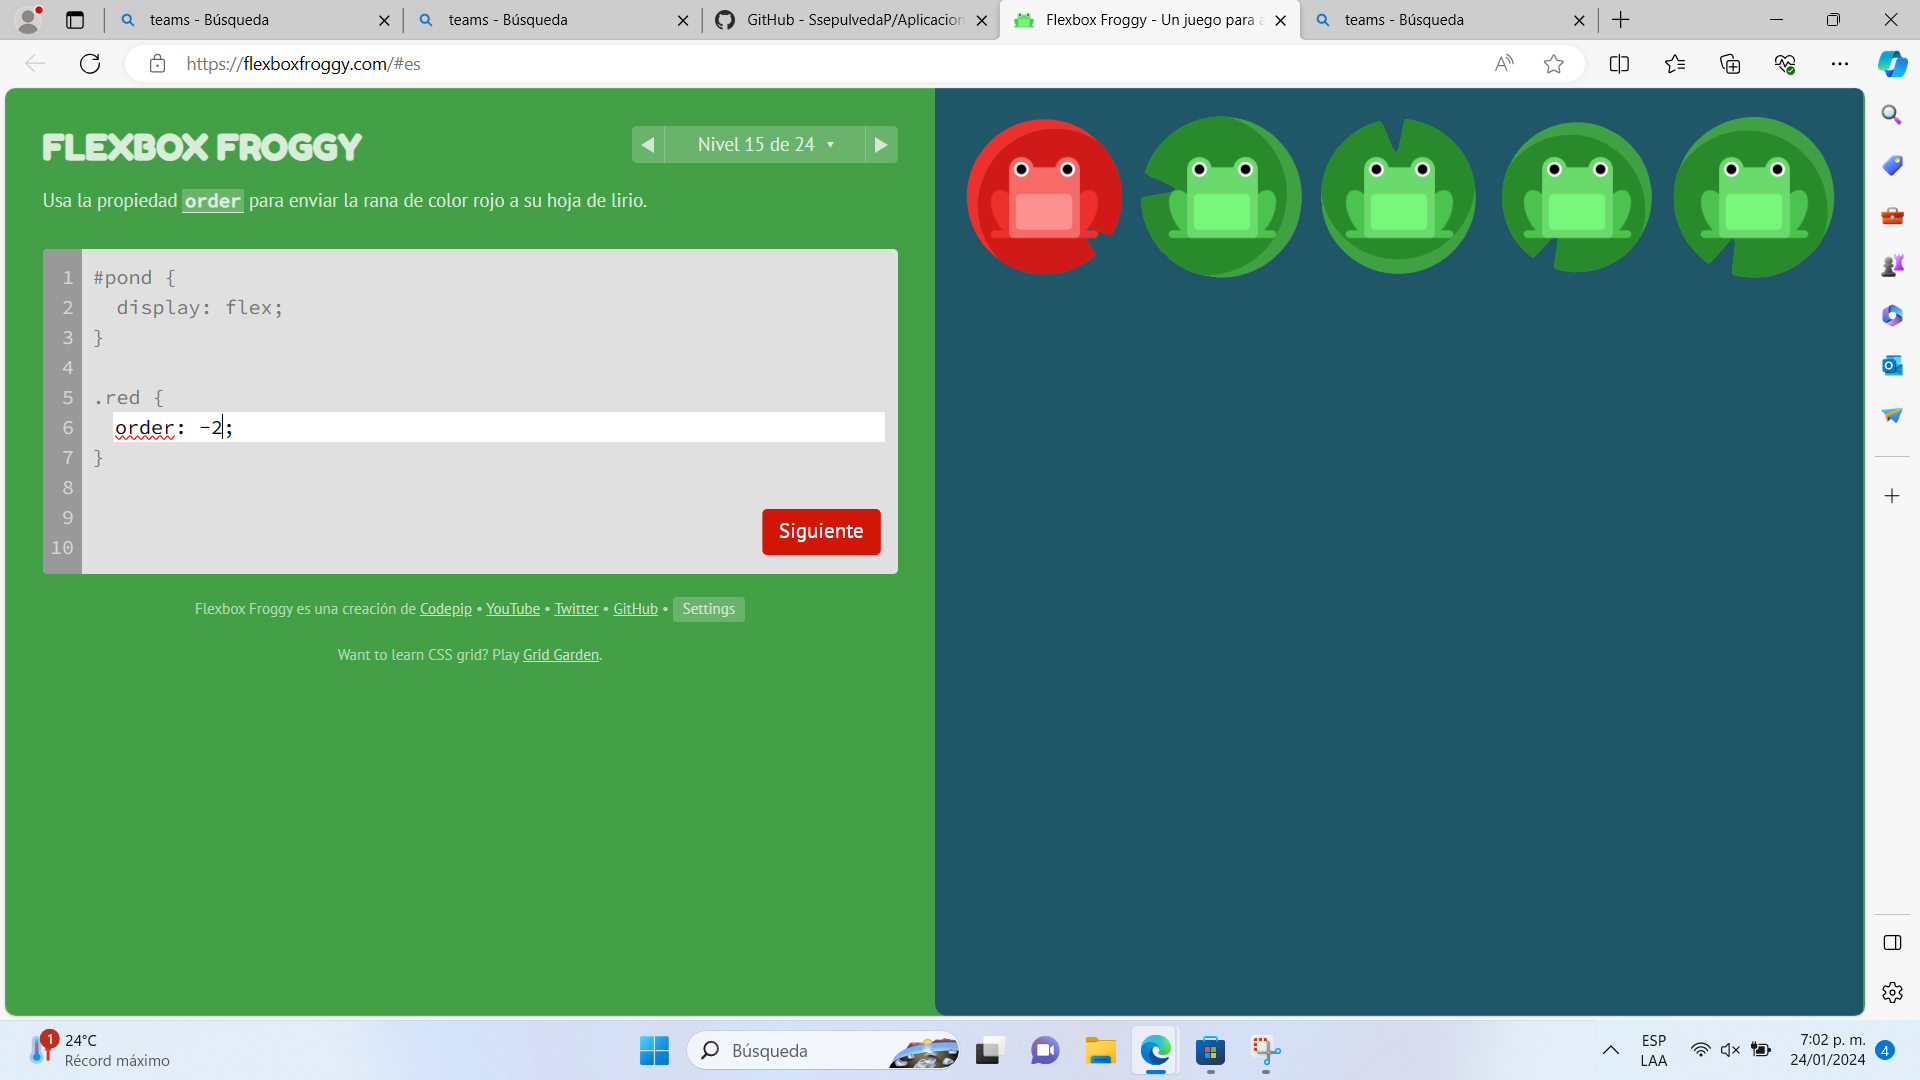 teams - Búsqueda
teams - Búsqueda
GitHub - SsepulvedaP/Aplicacion
Flexbox Froggy - Un juego para a
teams - Búsqueda
https://flexboxfroggy.com/#es
FLEXBOX FROGGY
Nivel 15 de 24
Usa la propiedad order para enviar la rana de color rojo a su hoja de lirio.
1 #pond {
2 display: flex;
3 }
4
5 .red {
6 order: -2;
7 }
8
9
10
Siguiente
Flexbox Froggy es una creación de Codepip • YouTube • Twitter • GitHub • Settings
Want to learn CSS grid? Play Grid Garden.
1
24°C
Récord máximo
Búsqueda
ESP
LAA
7:02 p. m.
24/01/2024
4